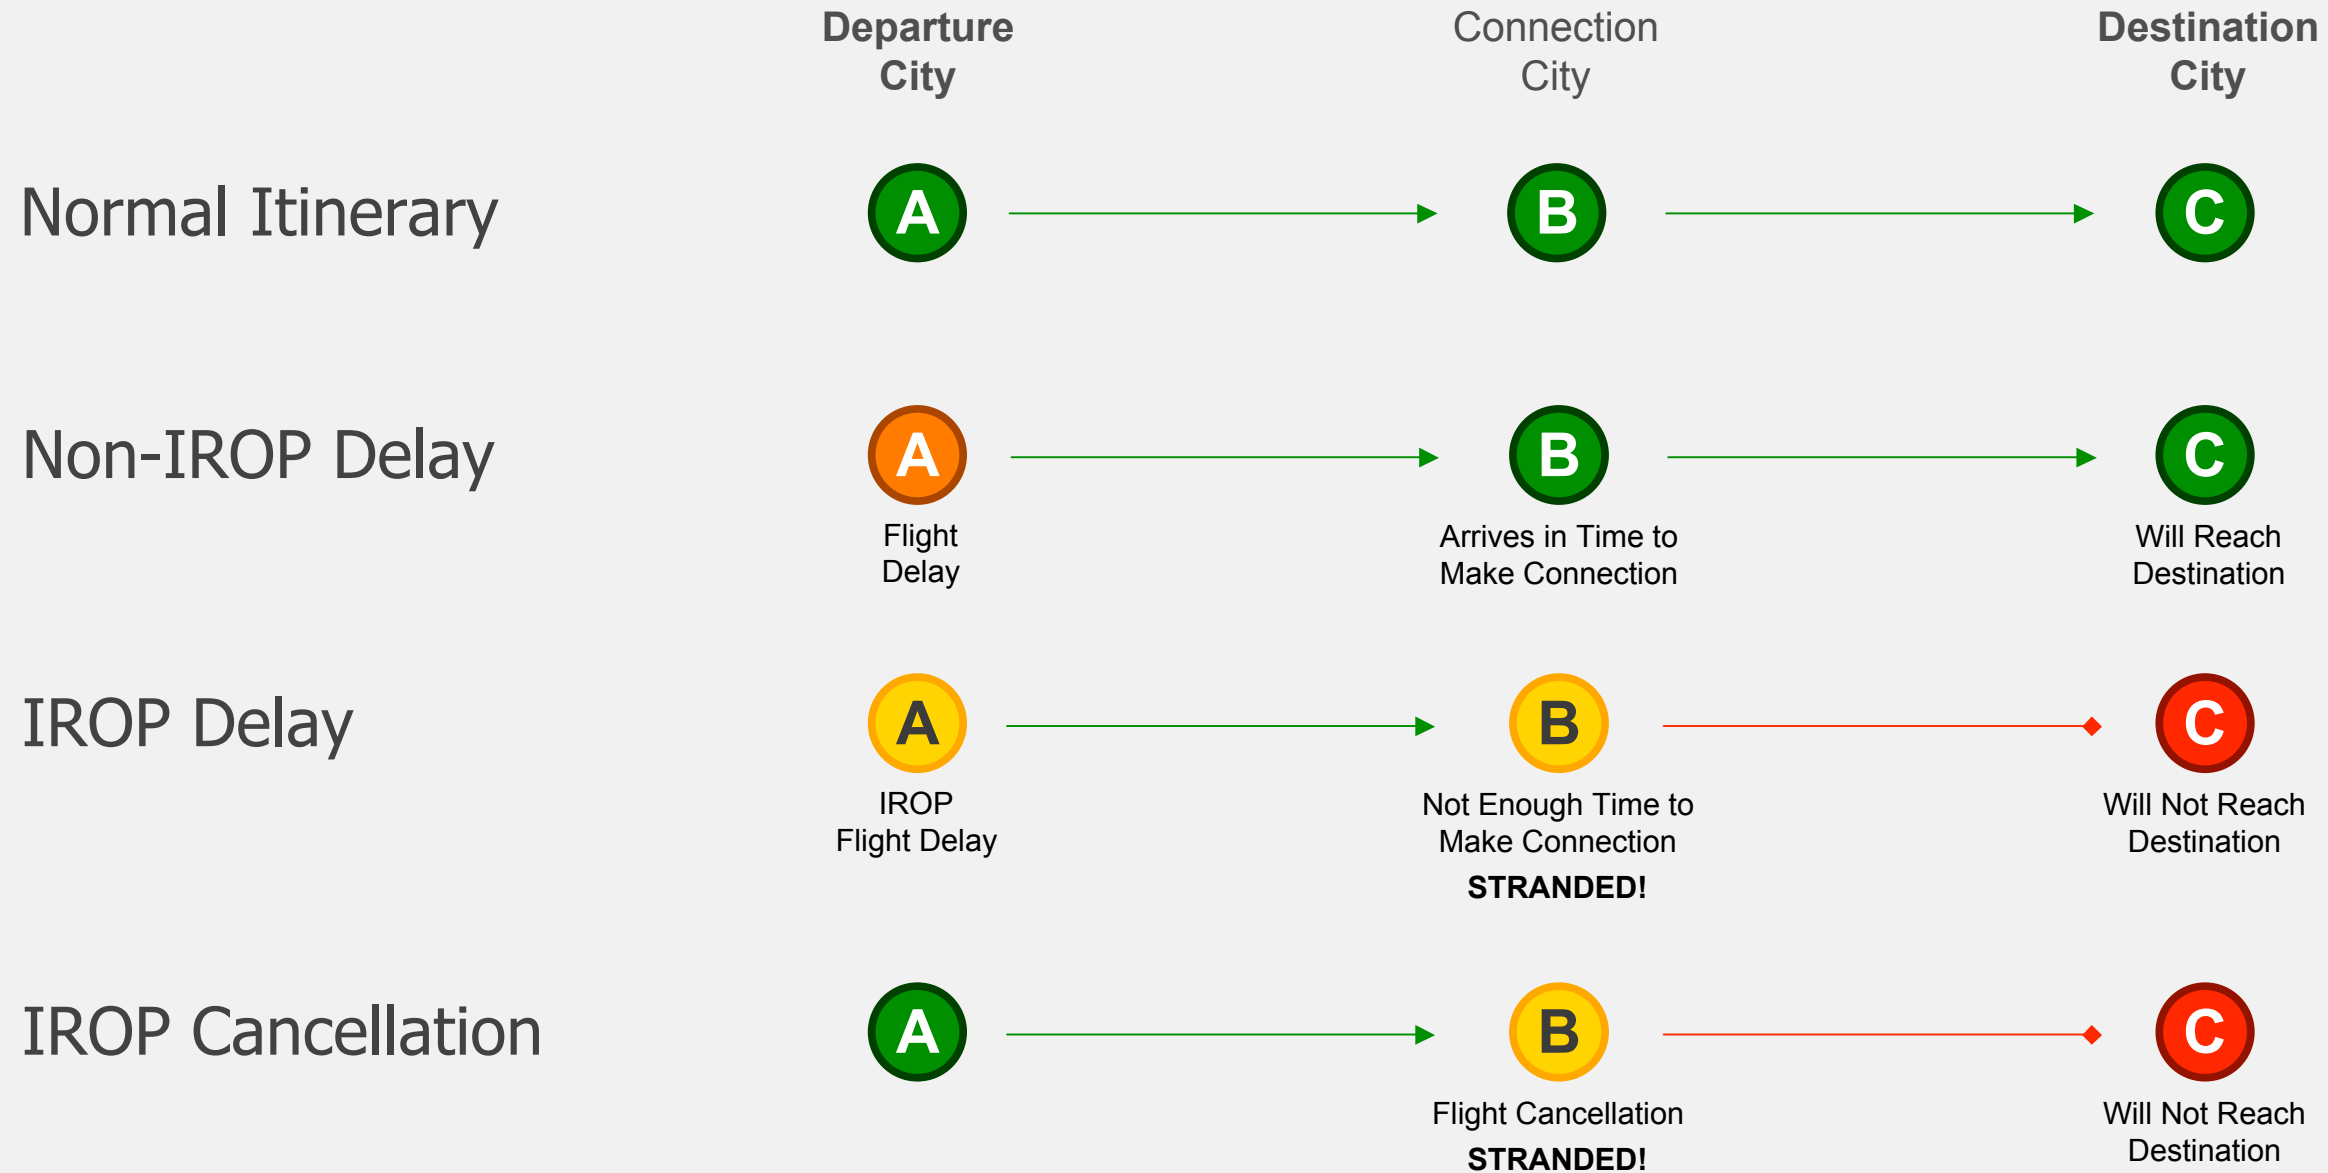 Departure
City
Connection
City
Destination
City
Normal Itinerary
A
B
C
Non-IROP Delay
A
B
C
Flight
Delay
Arrives in Time to
Make Connection
Will Reach
Destination
IROP Delay
A
B
C
IROP
Flight Delay
Not Enough Time to
Make Connection
STRANDED!
Will Not Reach
Destination
IROP Cancellation
A
B
C
Flight Cancellation
STRANDED!
Will Not Reach
Destination